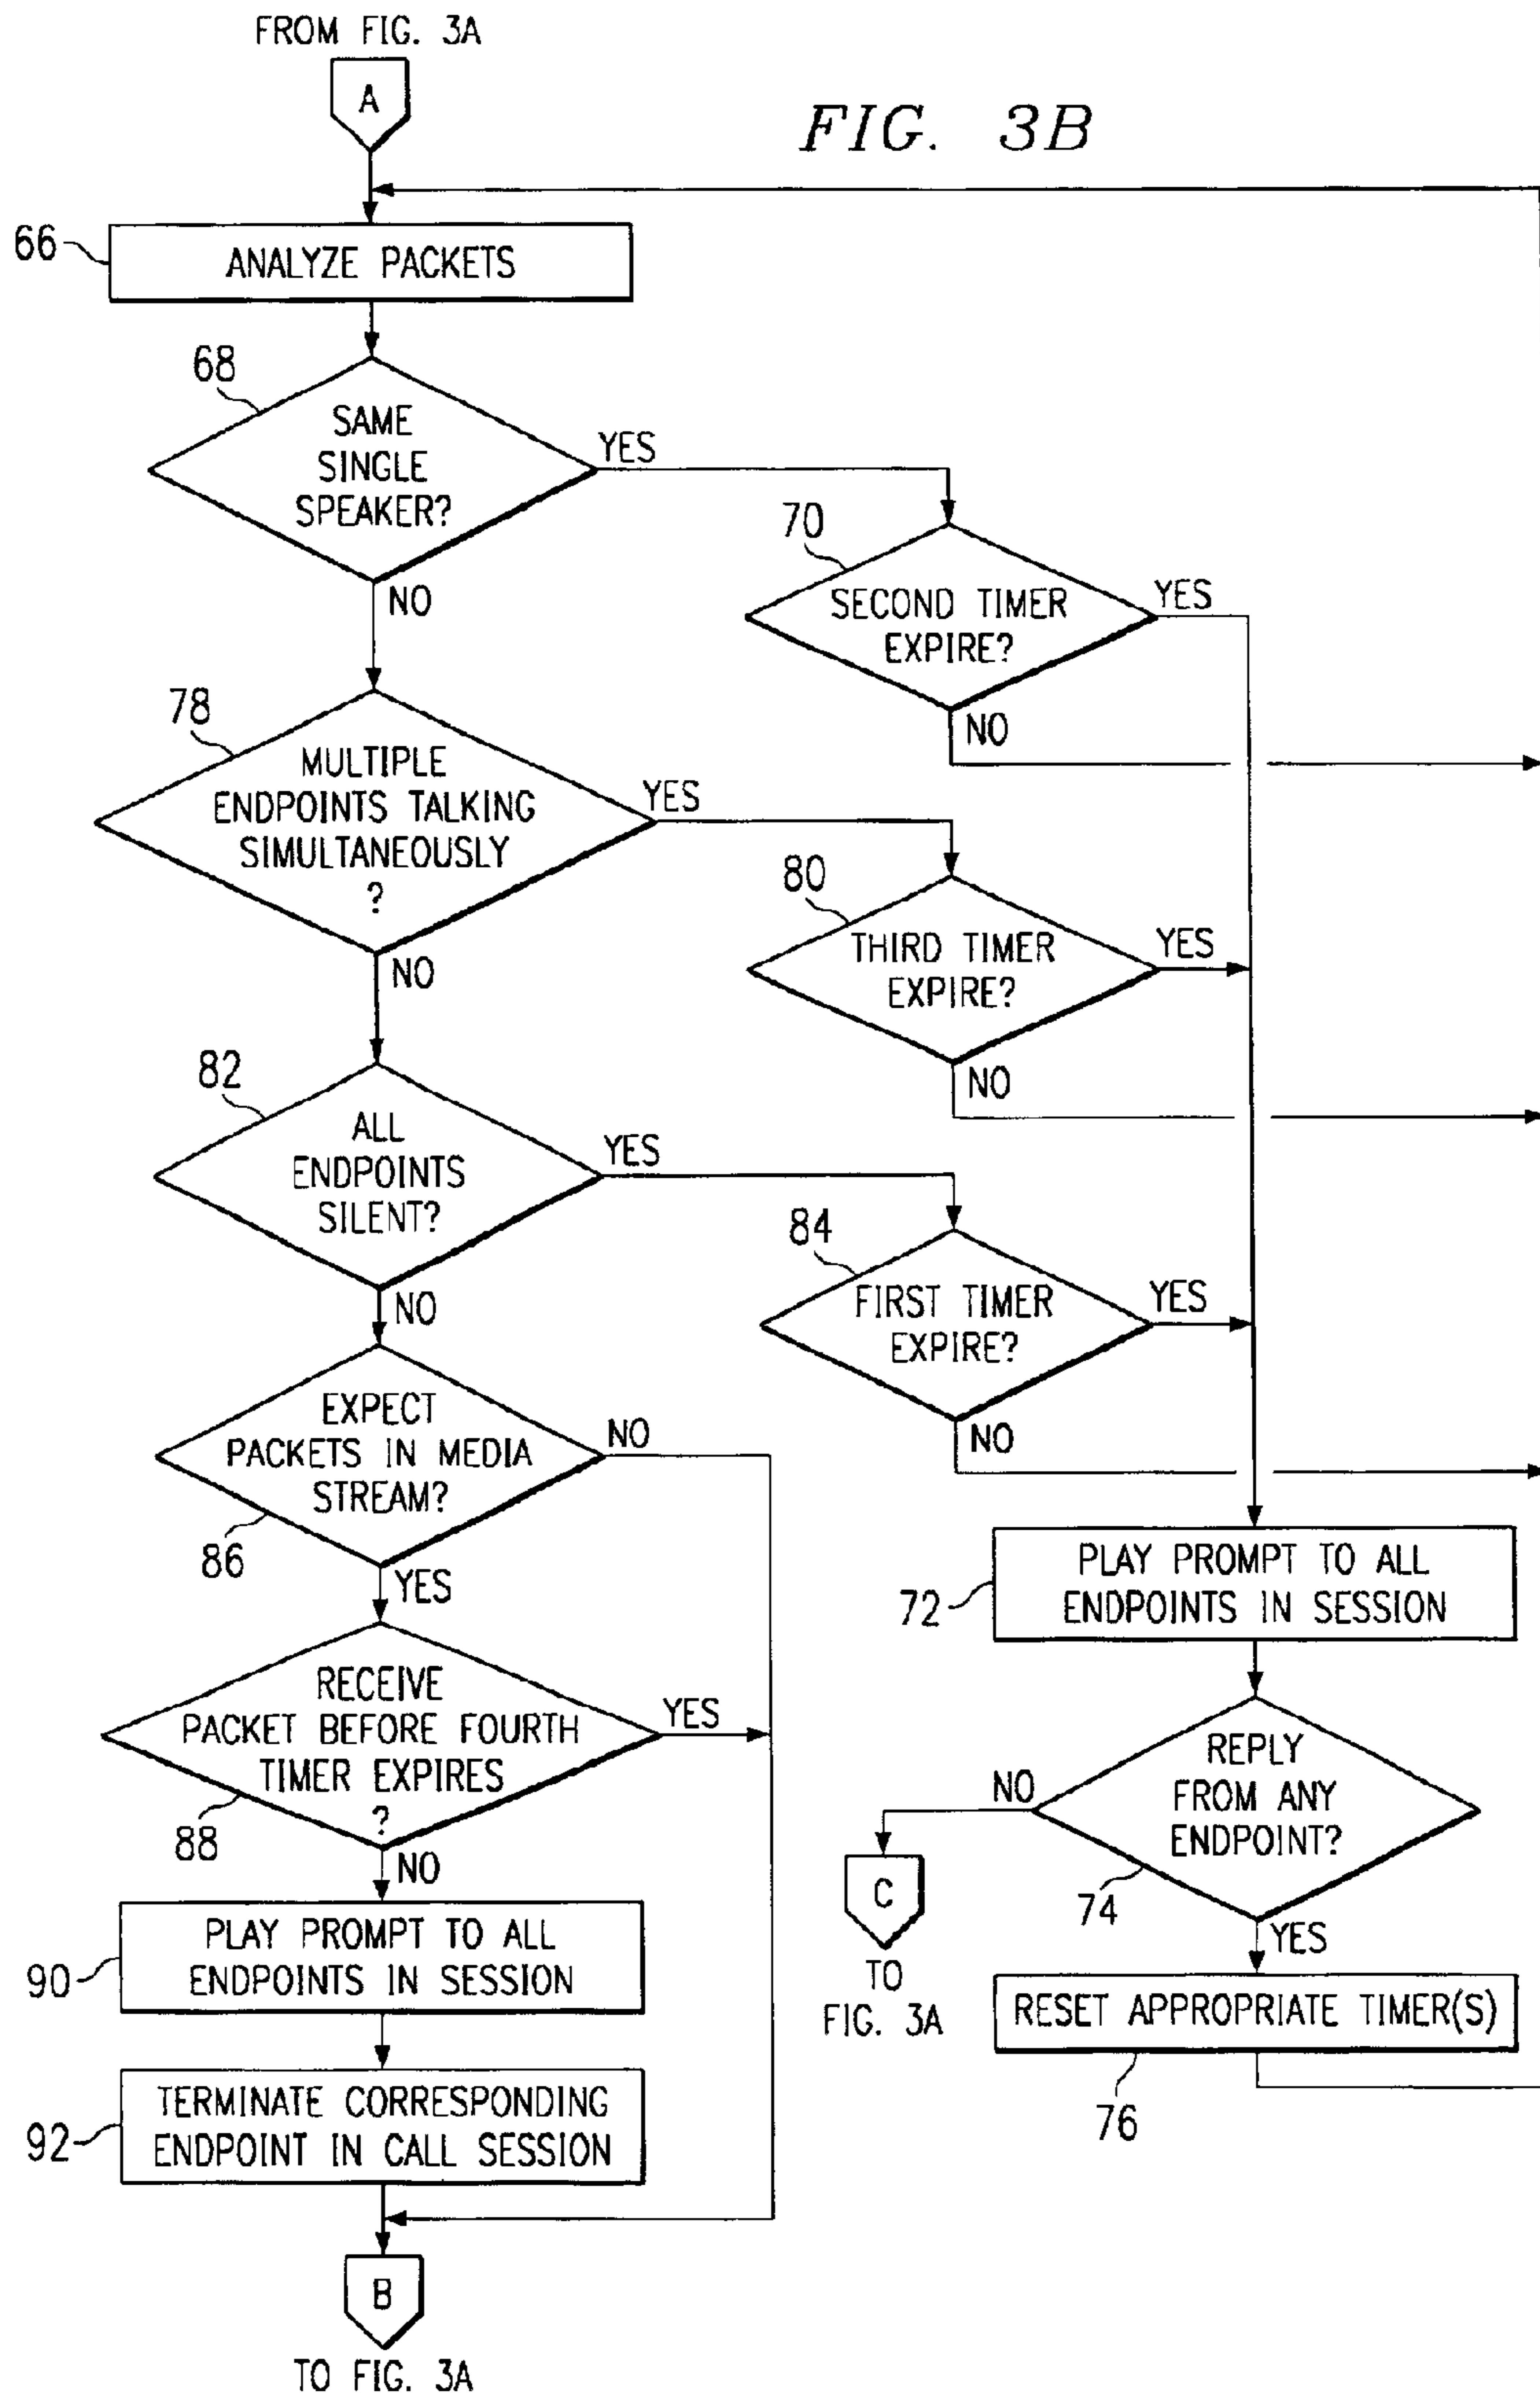 FROM FIG. 3A
A
FIG. 3B
66
ANALYZE PACKETS
68
SAME
SINGLE
SPEAKER?
YES
NO
70
SECOND TIMER
EXPIRE?
YES
NO
78
MULTIPLE
ENDPOINTS TALKING
SIMULTANEOUSLY
?
YES
NO
80
THIRD TIMER
EXPIRE?
YES
NO
82
ALL
ENDPOINTS
SILENT?
YES
NO
84
FIRST TIMER
EXPIRE?
YES
NO
EXPECT
PACKETS IN MEDIA
STREAM?
NO
86
YES
RECEIVE
PACKET BEFORE FOURTH
TIMER EXPIRES
?
YES
88
NO
90
PLAY PROMPT TO ALL
ENDPOINTS IN SESSION
92
TERMINATE CORRESPONDING
ENDPOINT IN CALL SESSION
B
TO FIG. 3A
72
PLAY PROMPT TO ALL
ENDPOINTS IN SESSION
REPLY
FROM ANY
ENDPOINT?
NO
74
C
TO
FIG. 3A
YES
RESET APPROPRIATE TIMER(S)
76